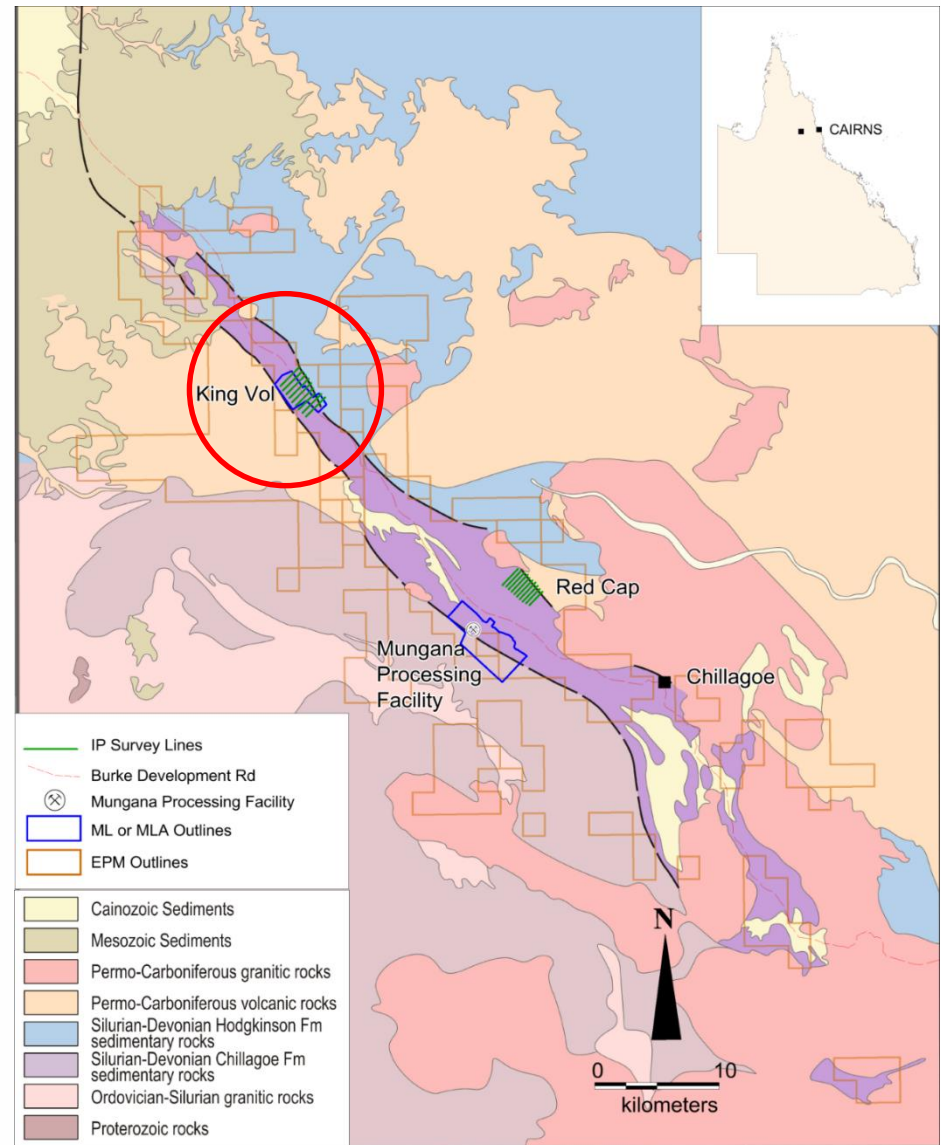 CAIRNS
King Vol
Red Cap
Mungana
Processing
Facility
Chillagoe
IP Survey Lines
Burke Development Rd
Mungana Processing Facility
ML or MLA Outlines
EPM Outlines
Cainozoic Sediments
Mesozoic Sediments
Permo-Carboniferous granitic rocks
Permo-Carboniferous volcanic rocks
Silurian-Devonian Hodgkinson Fm
sedimentary rocks
Silurian-Devonian Chillagoe Fm
sedimentary rocks
Ordovician-Silurian granitic rocks
Proterozoic rocks
N
0 10
kilometers